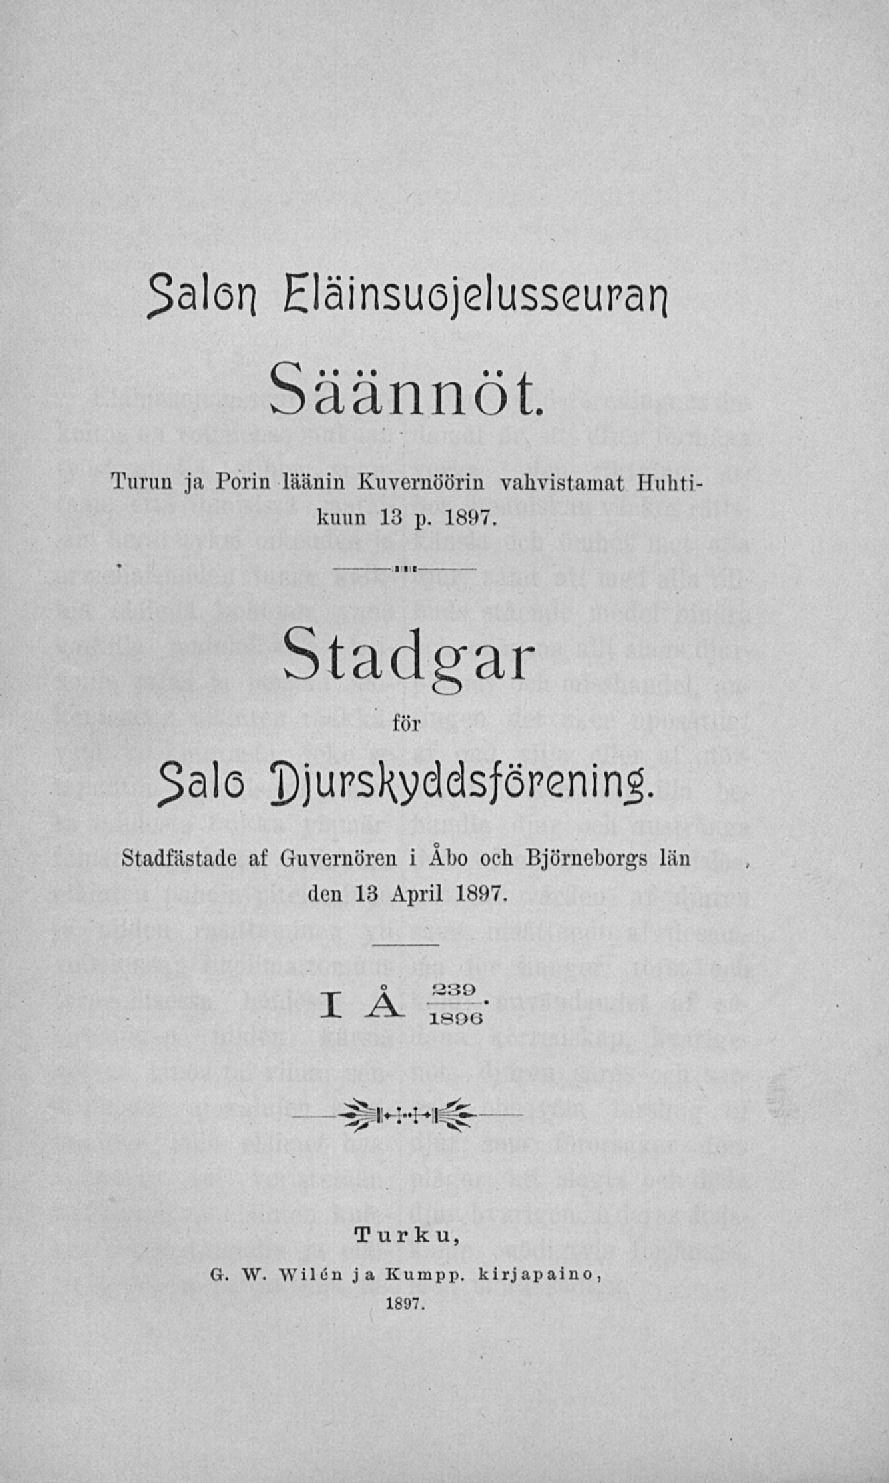 Salon Eläinsuojelusseuran
Säännöt.
Turun ja Porin läänin Kuvernöörin vahvistamat Huhti-
kuun 13 p. 1897.
Stadgar
för
Salo Djurskyddsförening.
Stadfästade af Guvernören i Åbo och Björneborgs län
den 13 April 1897.
I Å 239/1896.
Turku,
G. W. Wilén ja Kumpp. kirjapaino,
1897.